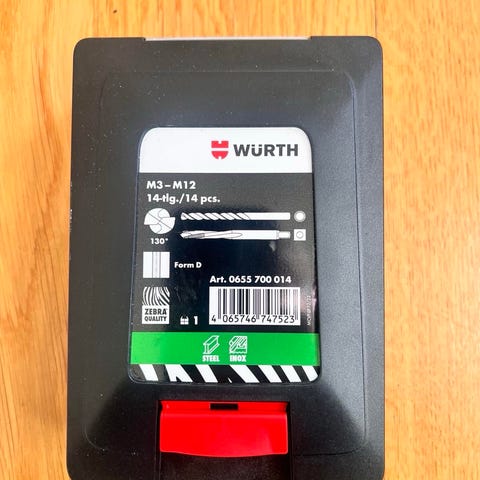 WÜRTH
M3–M12
14-tlg./14 pcs.
130°
Form D
Art. 0655 700 014
ZEBRA®
QUALITY
1
4 065746 747523
STEEL INOX